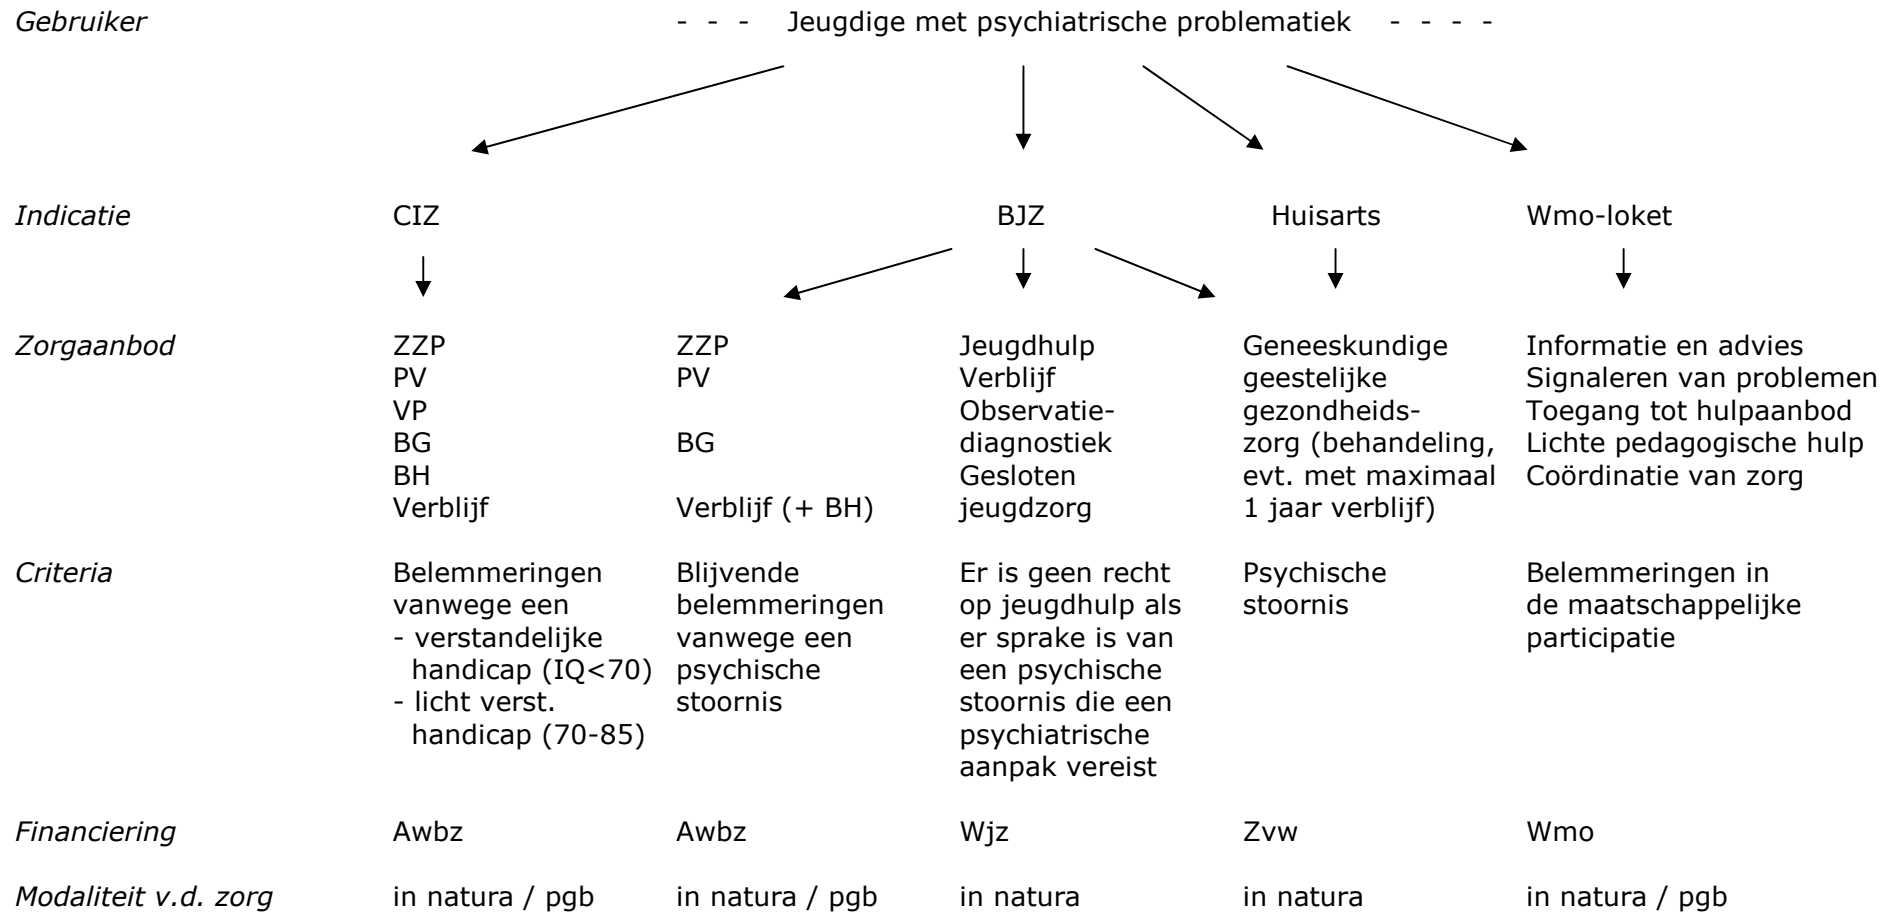 Gebruiker - - - Jeugdige met psychiatrische problematiek - - - -
Indicatie CIZ BJZ Huisarts Wmo-loket
Zorgaanbod ZZP ZZP Jeugdhulp Geneeskundige Informatie en advies
PV PV Verblijf geestelijke Signaleren van problemen
VP Observatie- gezondheids- Toegang tot hulpaanbod
BG BG diagnostiek zorg (behandeling, Lichte pedagogische hulp
BH Gesloten evt. met maximaal Coördinatie van zorg
Verblijf Verblijf (+ BH) jeugdzorg 1 jaar verblijf)
Criteria Belemmeringen Blijvende Er is geen recht Psychische Belemmeringen in
vanwege een belemmeringen op jeugdhulp als stoornis de maatschappelijke
- verstandelijke vanwege een er sprake is van participatie
handicap (IQ<70) psychische een psychische
- licht verst. stoornis stoornis die een
handicap (70-85) psychiatrische
aanpak vereist
Financiering Awbz Awbz Wjz Zvw Wmo
Modaliteit v.d. zorg in natura / pgb in natura / pgb in natura in natura in natura / pgb